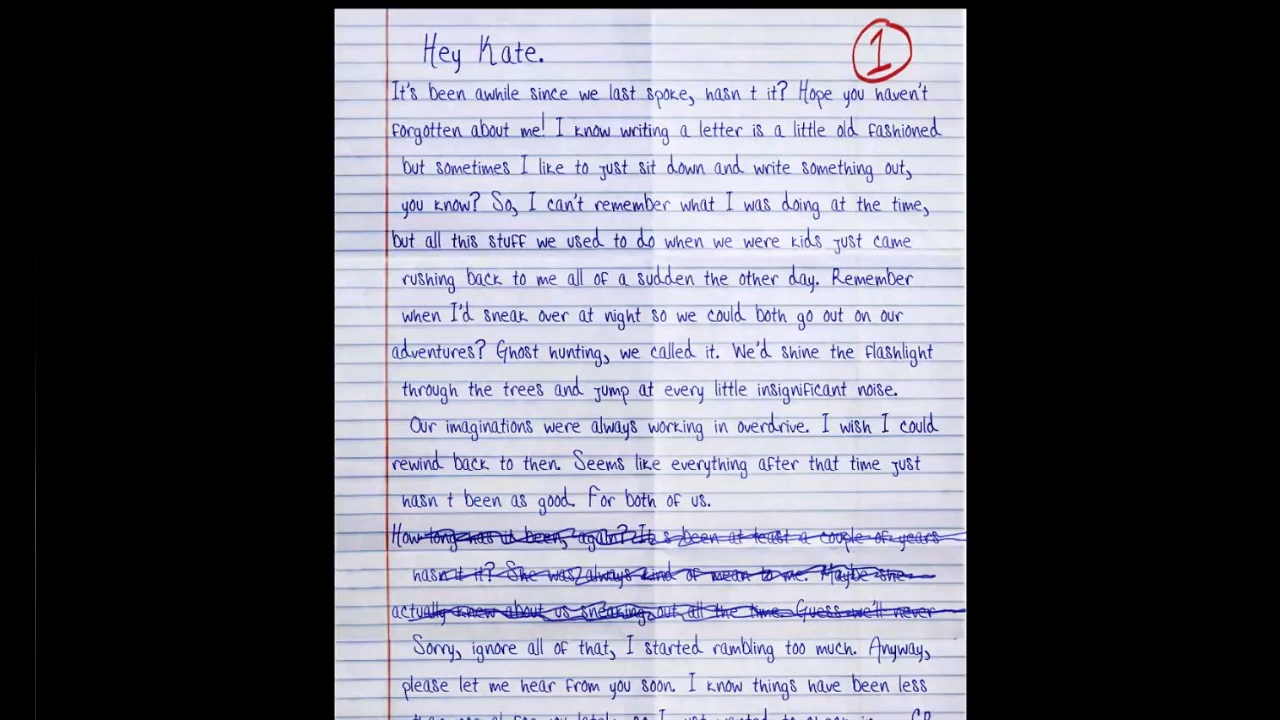 Hey Kate.
1
It's been awhile since we last spoke, hasn t it? Hope you haven't
forgotten about me! I know writing a letter is a little old fashioned
but sometimes I like to just sit down and write something out,
you know? So, I can't remember what I was doing at the time,
but all this stuff we used to do when we were kids just came
rushing back to me all of a sudden the other day. Remember
when I'd sneak over at night so we could both go out on our
adventures? Ghost hunting, we called it. We'd shine the flashlight
through the trees and jump at every little insignificant noise.
Our imaginations were always working in overdrive. I wish I could
rewind back to then. Seems like everything after that time just
hasn t been as good. For both of us.
How long has it been, again? It s been at least a couple of years
hasn t it? She was always kind of mean to me. Maybe she
actually knew about us sneaking out all the time. Guess we'll never
Sorry, ignore all of that, I started rambling too much. Anyway,
please let me hear from you soon. I know things have been less